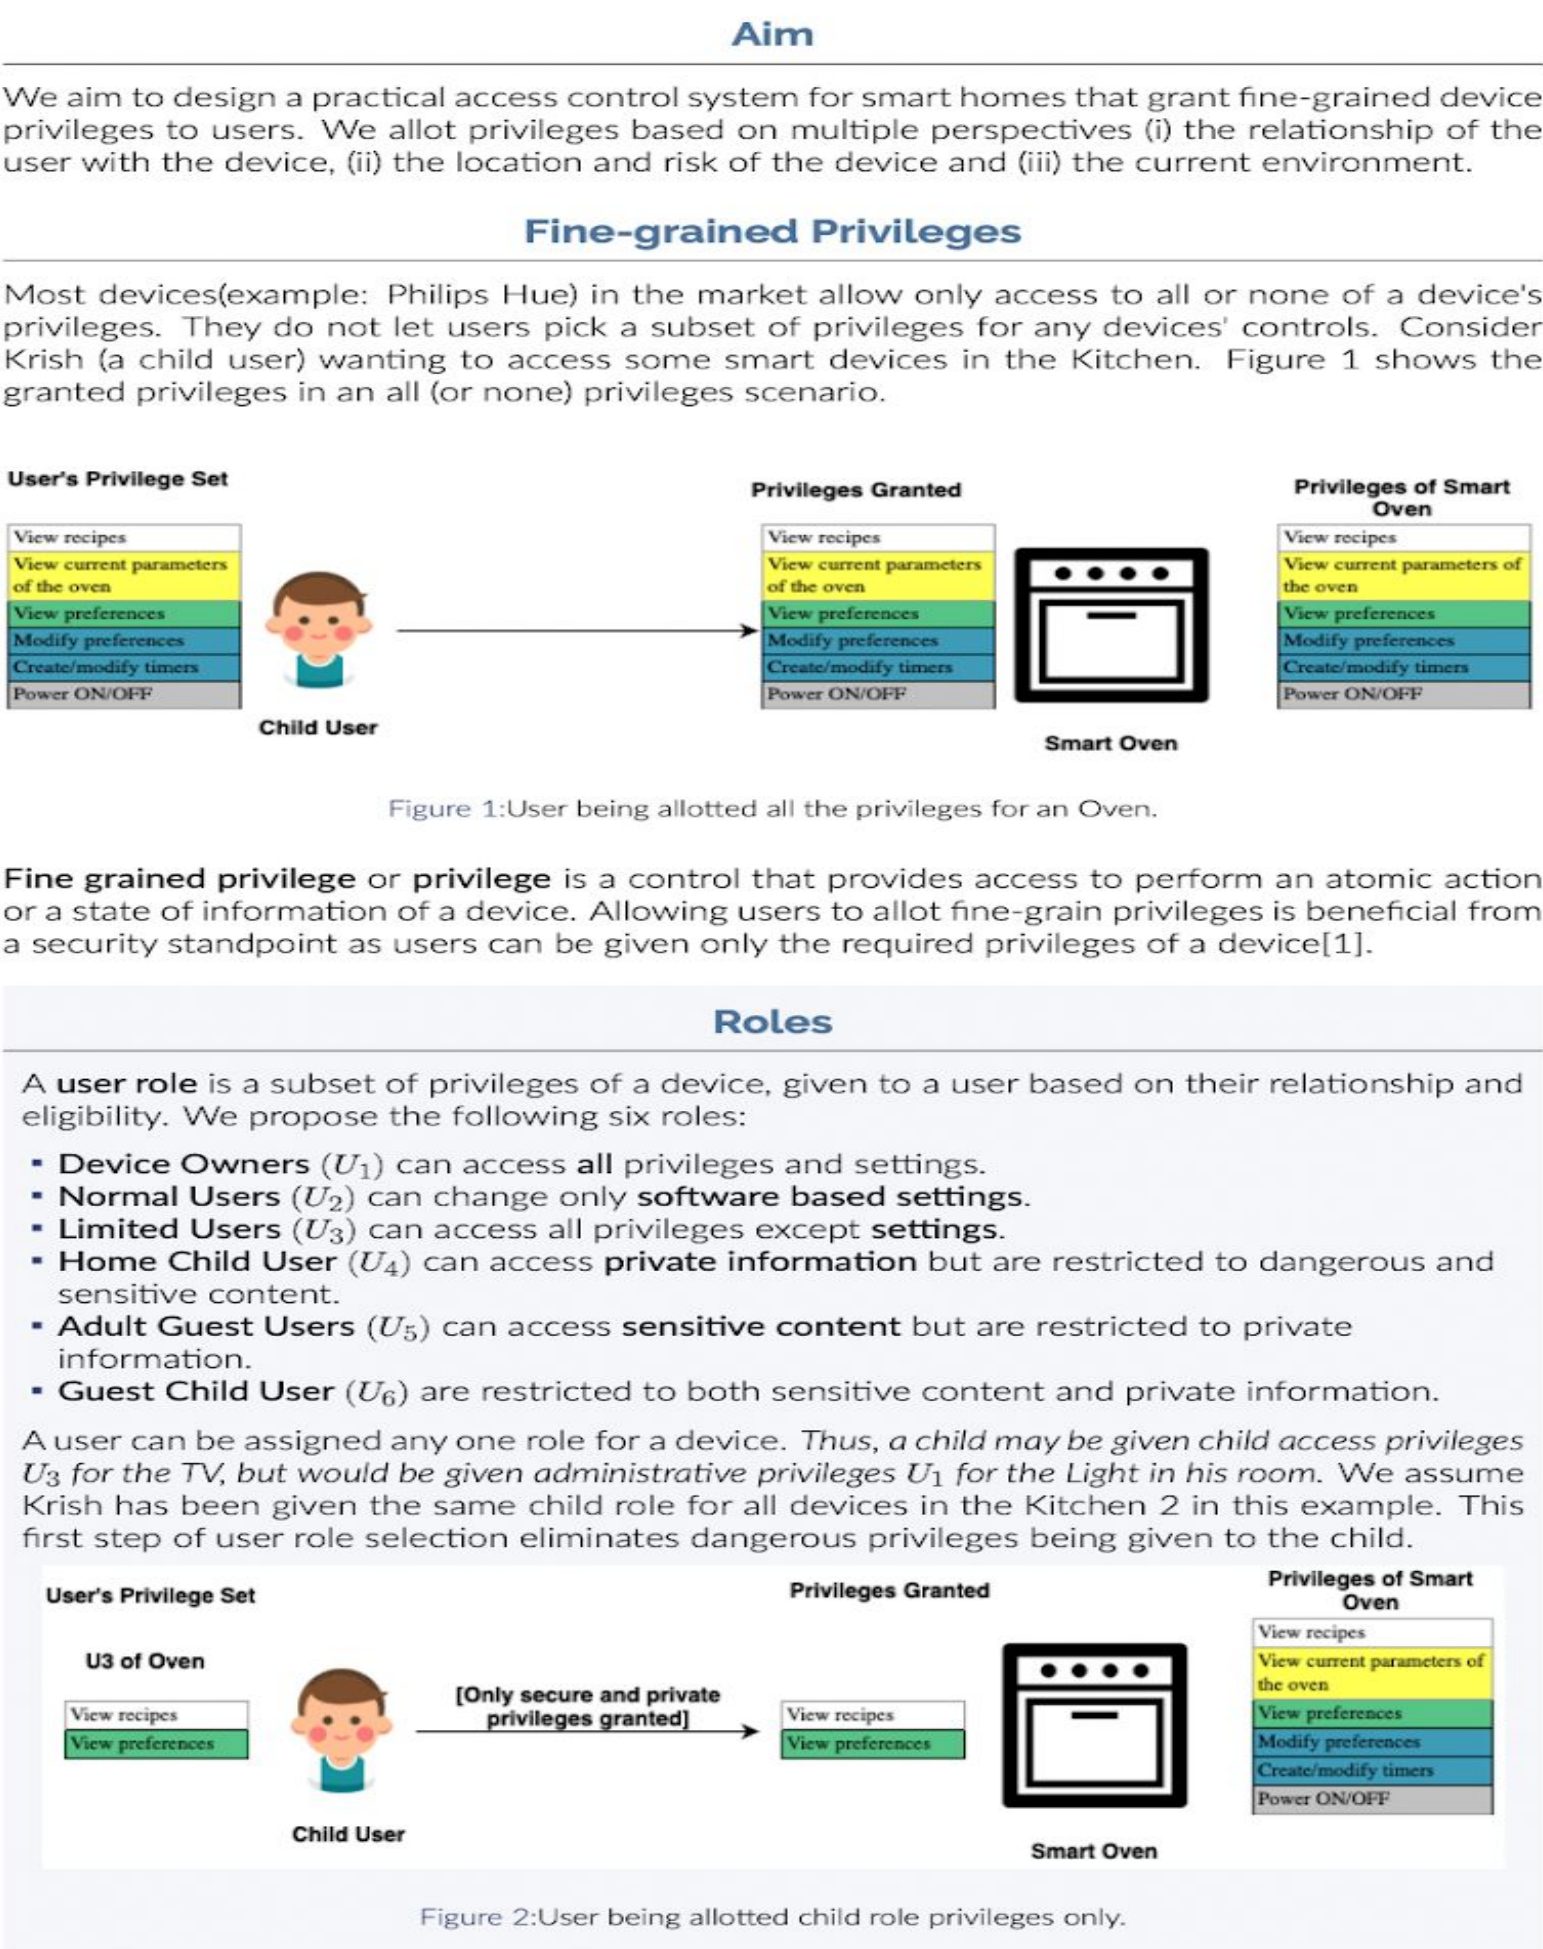 Aim
We aim to design a practical access control system for smart homes that grant fine-grained device
privileges to users. We allot privileges based on multiple perspectives (i) the relationship of the
user with the device, (ii) the location and risk of the device and (iii) the current environment.
Fine-grained Privileges
Most devices(example: Philips Hue) in the market allow only access to all or none of a device's
privileges. They do not let users pick a subset of privileges for any devices' controls. Consider
Krish (a child user) wanting to access some smart devices in the Kitchen. Figure 1 shows the
granted privileges in an all (or none) privileges scenario.
User's Privilege Set
View recipes
View current parameters
of the oven
View preferences
Modify preferences
Create/modify timers
Power ON/OFF
Child User
Privileges Granted
View recipes
View current parameters
of the oven
View preferences
Modify preferences
Create/modify timers
Power ON/OFF
Smart Oven
Privileges of Smart
Oven
View recipes
View current parameters of
the oven
View preferences
Modify preferences
Create/modify timers
Power ON/OFF
Figure 1:User being allotted all the privileges for an Oven.
Fine grained privilege or privilege is a control that provides access to perform an atomic action
or a state of information of a device. Allowing users to allot fine-grain privileges is beneficial from
a security standpoint as users can be given only the required privileges of a device[1].
Roles
A user role is a subset of privileges of a device, given to a user based on their relationship and
eligibility. We propose the following six roles:
▪ Device Owners (U1) can access all privileges and settings.
▪ Normal Users (U2) can change only software based settings.
▪ Limited Users (U3) can access all privileges except settings.
▪ Home Child User (U4) can access private information but are restricted to dangerous and
sensitive content.
▪ Adult Guest Users (U5) can access sensitive content but are restricted to private
information.
▪ Guest Child User (U6) are restricted to both sensitive content and private information.
A user can be assigned any one role for a device. Thus, a child may be given child access privileges
U3 for the TV, but would be given administrative privileges U1 for the Light in his room. We assume
Krish has been given the same child role for all devices in the Kitchen 2 in this example. This
first step of user role selection eliminates dangerous privileges being given to the child.
User's Privilege Set
U3 of Oven
View recipes
View preferences
Child User
[Only secure and private
privileges granted]
Privileges Granted
View recipes
View preferences
Smart Oven
Privileges of Smart
Oven
View recipes
View current parameters of
the oven
View preferences
Modify preferences
Create/modify timers
Power ON/OFF
Figure 2:User being allotted child role privileges only.